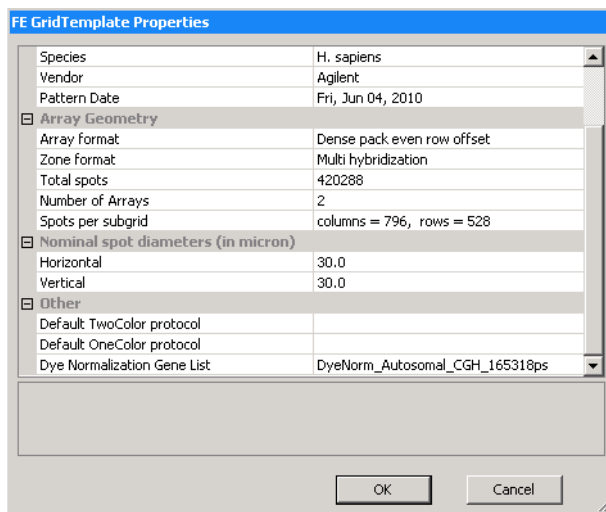 FE GridTemplate Properties
Species H. sapiens
Vendor Agilent
Pattern Date Fri, Jun 04, 2010
Array Geometry
Array format Dense pack even row offset
Zone format Multi hybridization
Total spots 420288
Number of Arrays 2
Spots per subgrid columns = 796, rows = 528
Nominal spot diameters (in micron)
Horizontal 30.0
Vertical 30.0
Other
Default TwoColor protocol
Default OneColor protocol
Dye Normalization Gene List DyeNorm_Autosomal_CGH_165318ps
OK Cancel